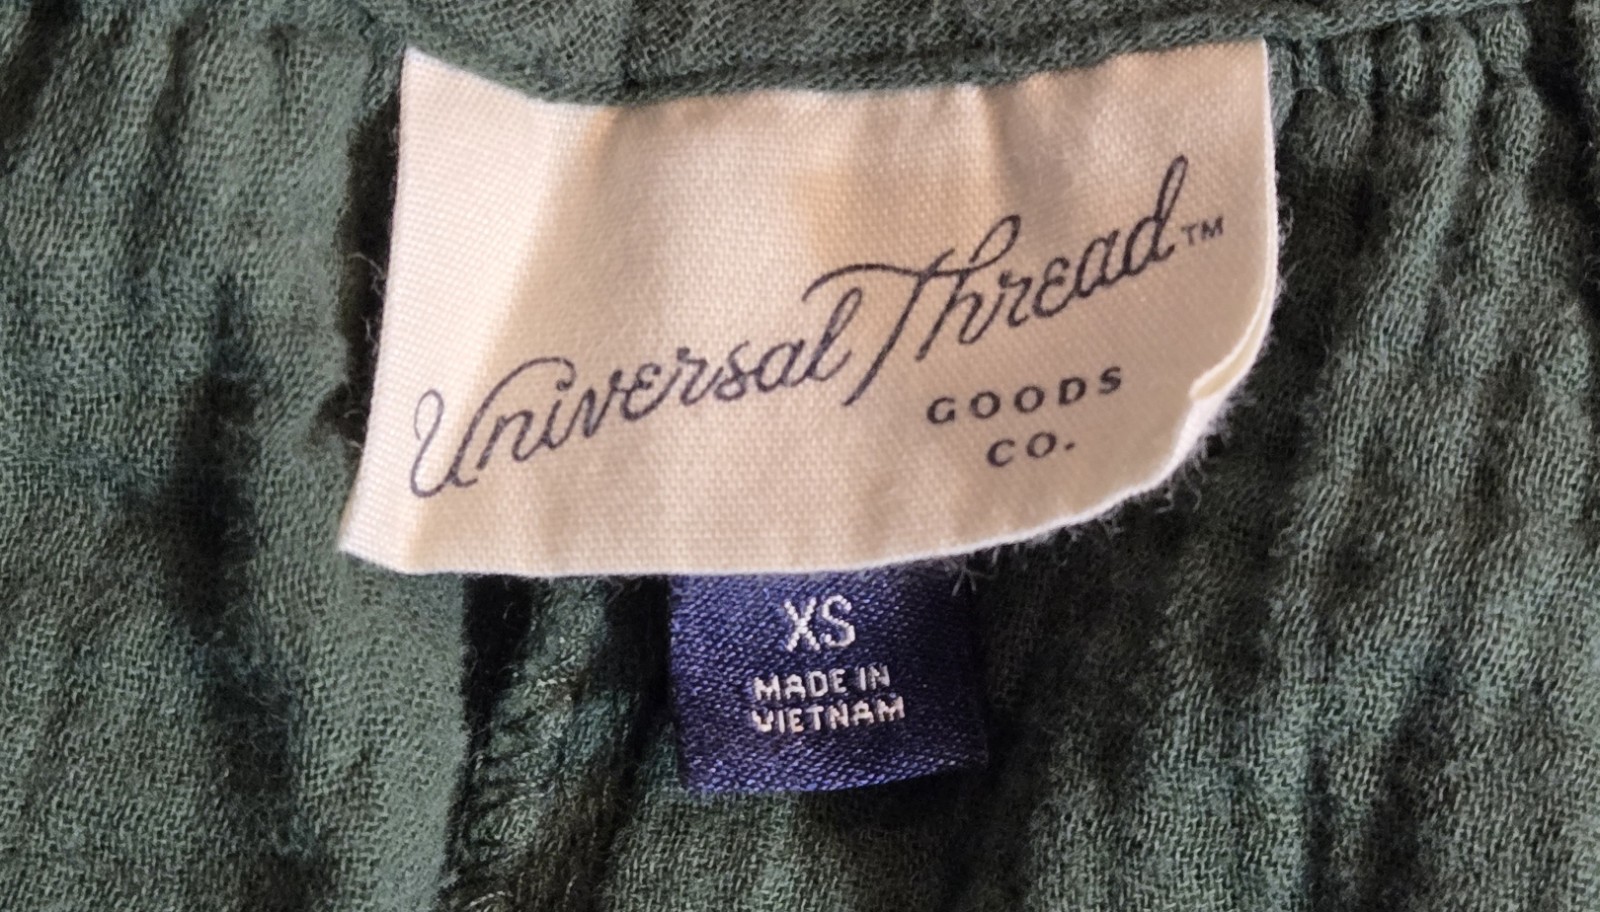 Universal Thread™
GOODS
CO.
XS
MADE IN
VIETNAM